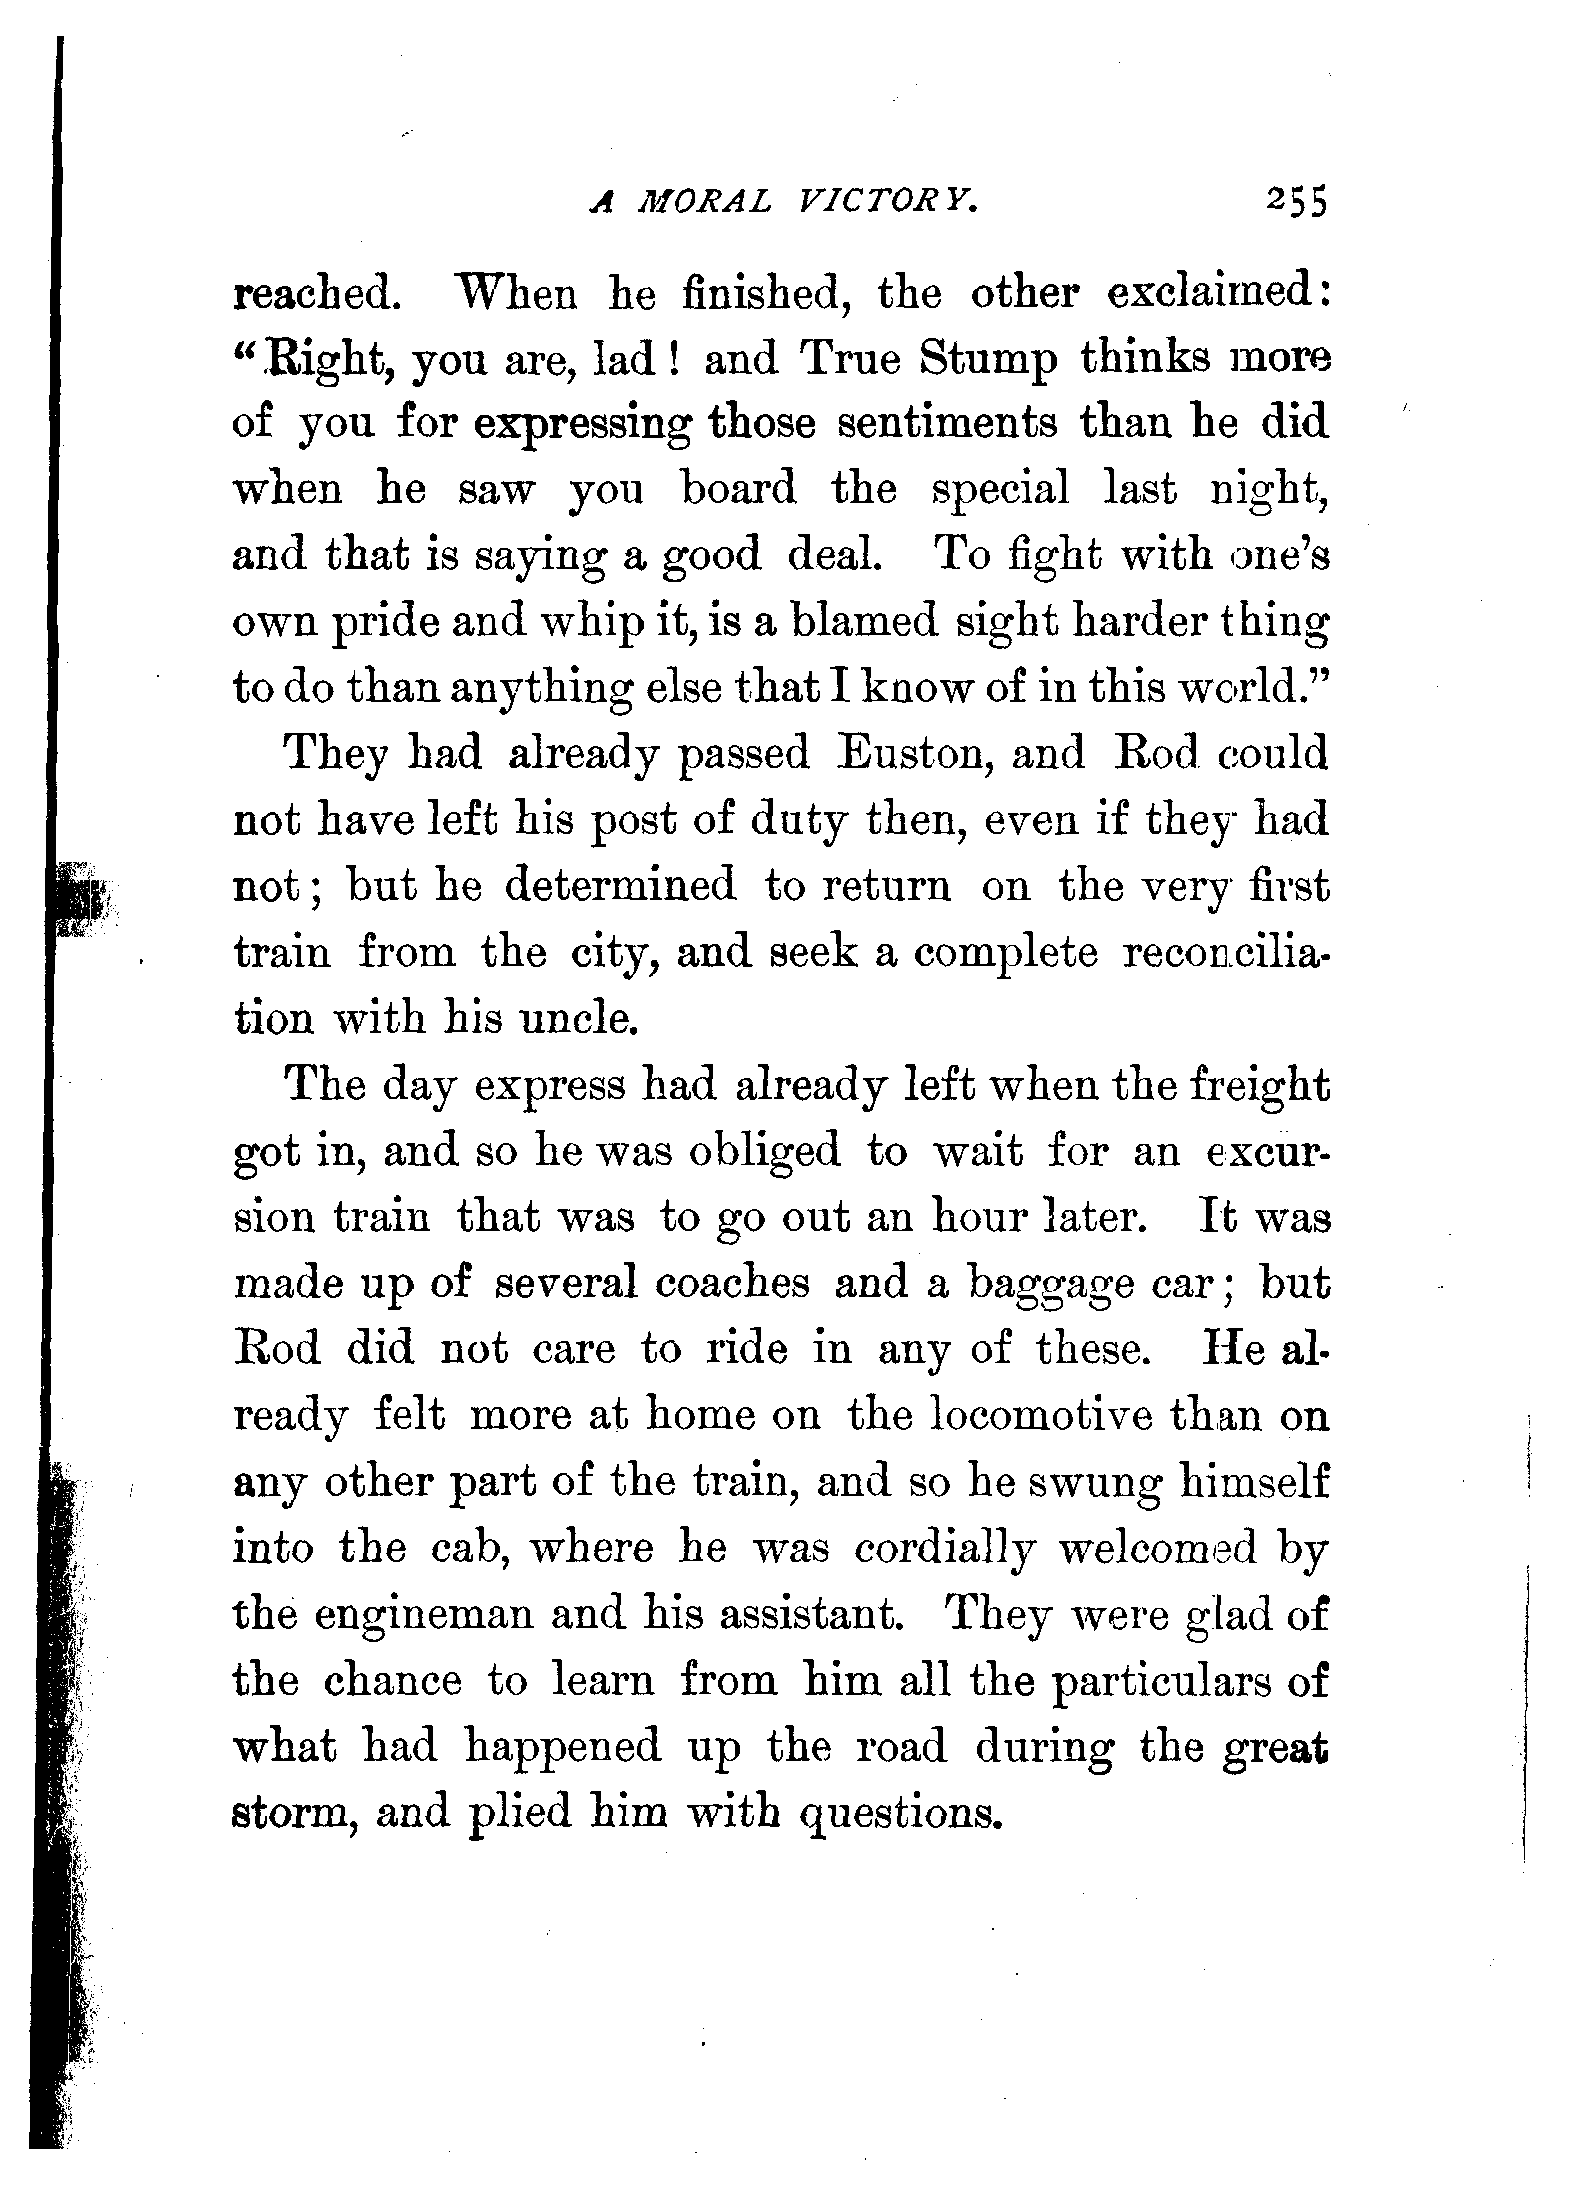 A MORAL VICTORY. 255
reached. When he finished, the other exclaimed:
“Right, you are, lad! and True Stump thinks more
of you for expressing those sentiments than he did
when he saw you board the special last night,
and that is saying a good deal. To fight with one’s
own pride and whip it, is a blamed sight harder thing
to do than anything else that I know of in this world.”
They had already passed Euston, and Rod could
not have left his post of duty then, even if they had
not; but he determined to return on the very first
train from the city, and seek a complete reconcilia-
tion with his uncle.
The day express had already left when the freight
got in, and so he was obliged to wait for an excur-
sion train that was to go out an hour later. It was
made up of several coaches and a baggage car; but
Rod did not care to ride in any of these. He al-
ready felt more at home on the locomotive than on
any other part of the train, and so he swung himself
into the cab, where he was cordially welcomed by
the engineman and his assistant. They were glad of
the chance to learn from him all the particulars of
what had happened up the road during the great
storm, and plied him with questions.